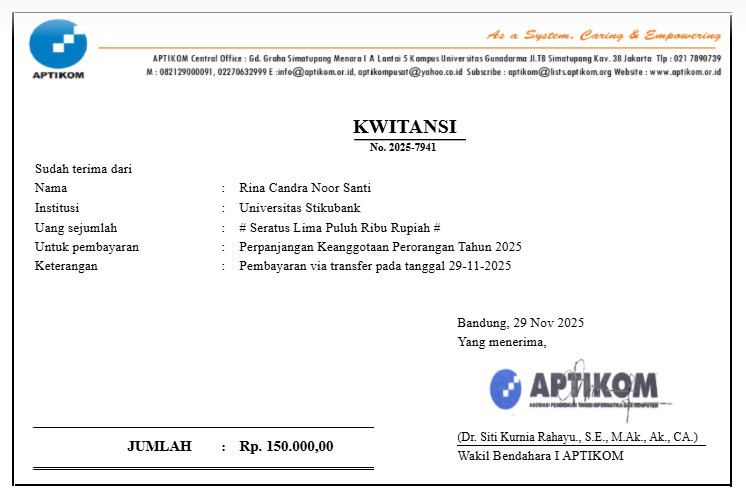 As a System, Caring & Empowering
APTIKOM
APTIKOM Central Office : Gd. Graha Simatupang Menara I A Lantai 5 Kampus Universitas Gunadarma Jl.TB Simatupang Kav. 38 Jakarta Tlp : 021 7890739
M : 082129000091, 02270632999 E :info@aptikom.or.id, aptikompusat@yahoo.co.id Subscribe : aptikom@lists.aptikom.org Website : www.aptikom.or.id
KWITANSI
No. 2025-7941
Sudah terima dari
Nama : Rina Candra Noor Santi
Institusi : Universitas Stikubank
Uang sejumlah : # Seratus Lima Puluh Ribu Rupiah #
Untuk pembayaran : Perpanjangan Keanggotaan Perorangan Tahun 2025
Keterangan : Pembayaran via transfer pada tanggal 29-11-2025
Bandung, 29 Nov 2025
Yang menerima,
APTIKOM
ASOSIASI PENDIDIKAN TINGGI INFORMATIKA DAN KOMPUTER
(Dr. Siti Kurnia Rahayu., S.E., M.Ak., Ak., CA.)
JUMLAH : Rp. 150.000,00
Wakil Bendahara I APTIKOM